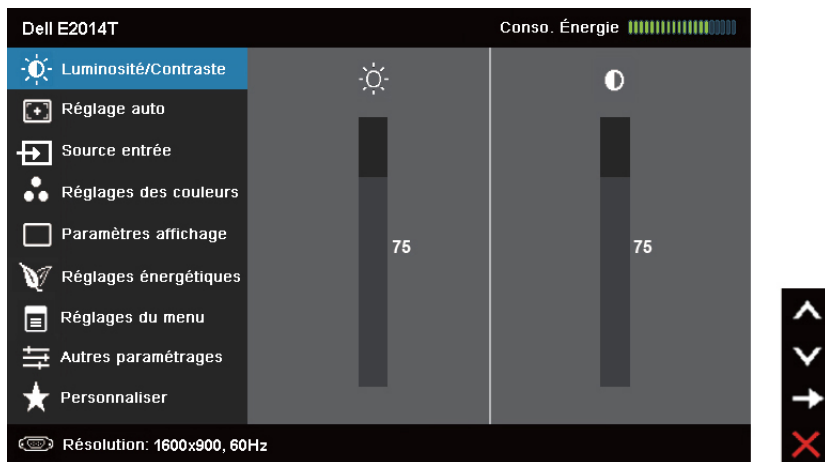 Dell E2014T
Conso. Énergie
Luminosité/Contraste
Réglage auto
Source entrée
Réglages des couleurs
Paramètres affichage
Réglages énergétiques
Réglages du menu
Autres paramétrages
Personnaliser
75
75
Résolution: 1600x900, 60Hz